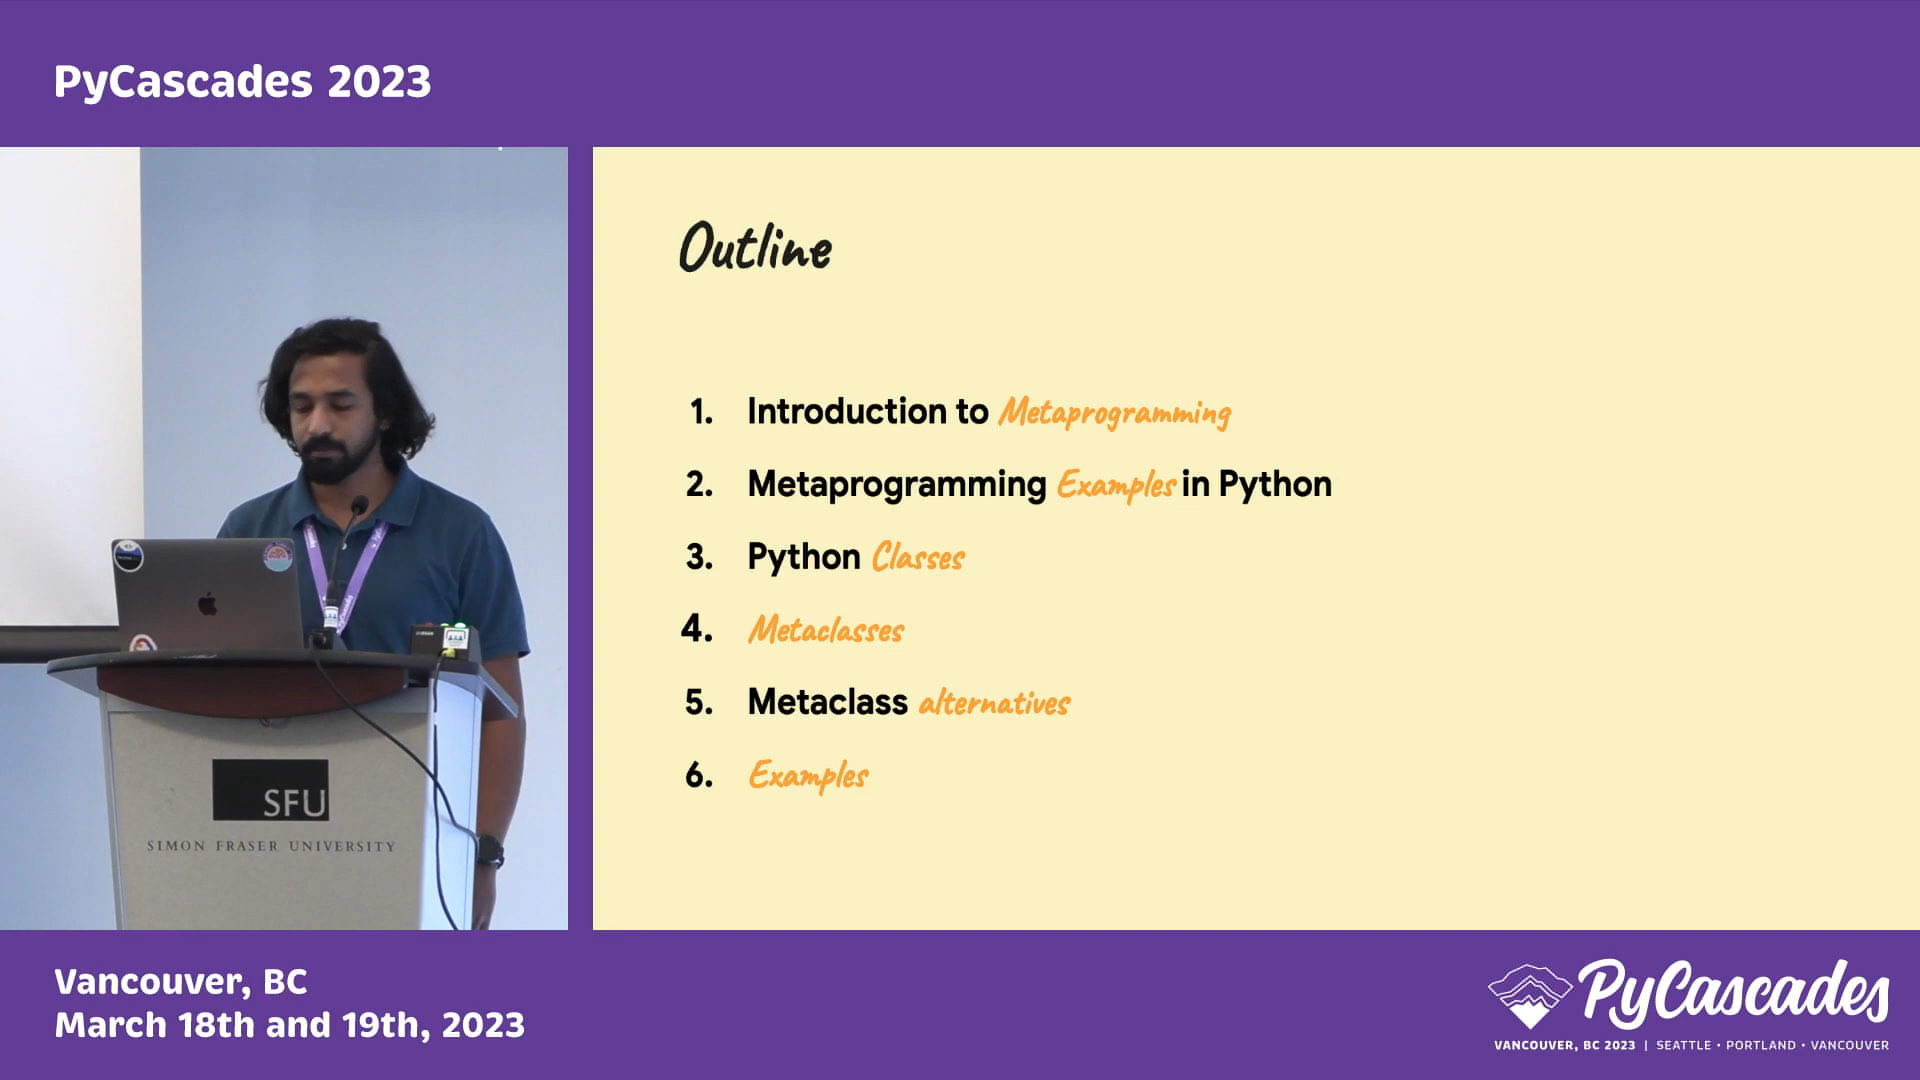 PyCascades 2023
Outline
1. Introduction to Metaprogramming
2. Metaprogramming Examples in Python
3. Python Classes
4. Metaclasses
5. Metaclass alternatives
6. Examples
SFU
SIMON FRASER UNIVERSITY
Vancouver, BC
March 18th and 19th, 2023
PyCascades
VANCOUVER, BC 2023 | SEATTLE • PORTLAND • VANCOUVER